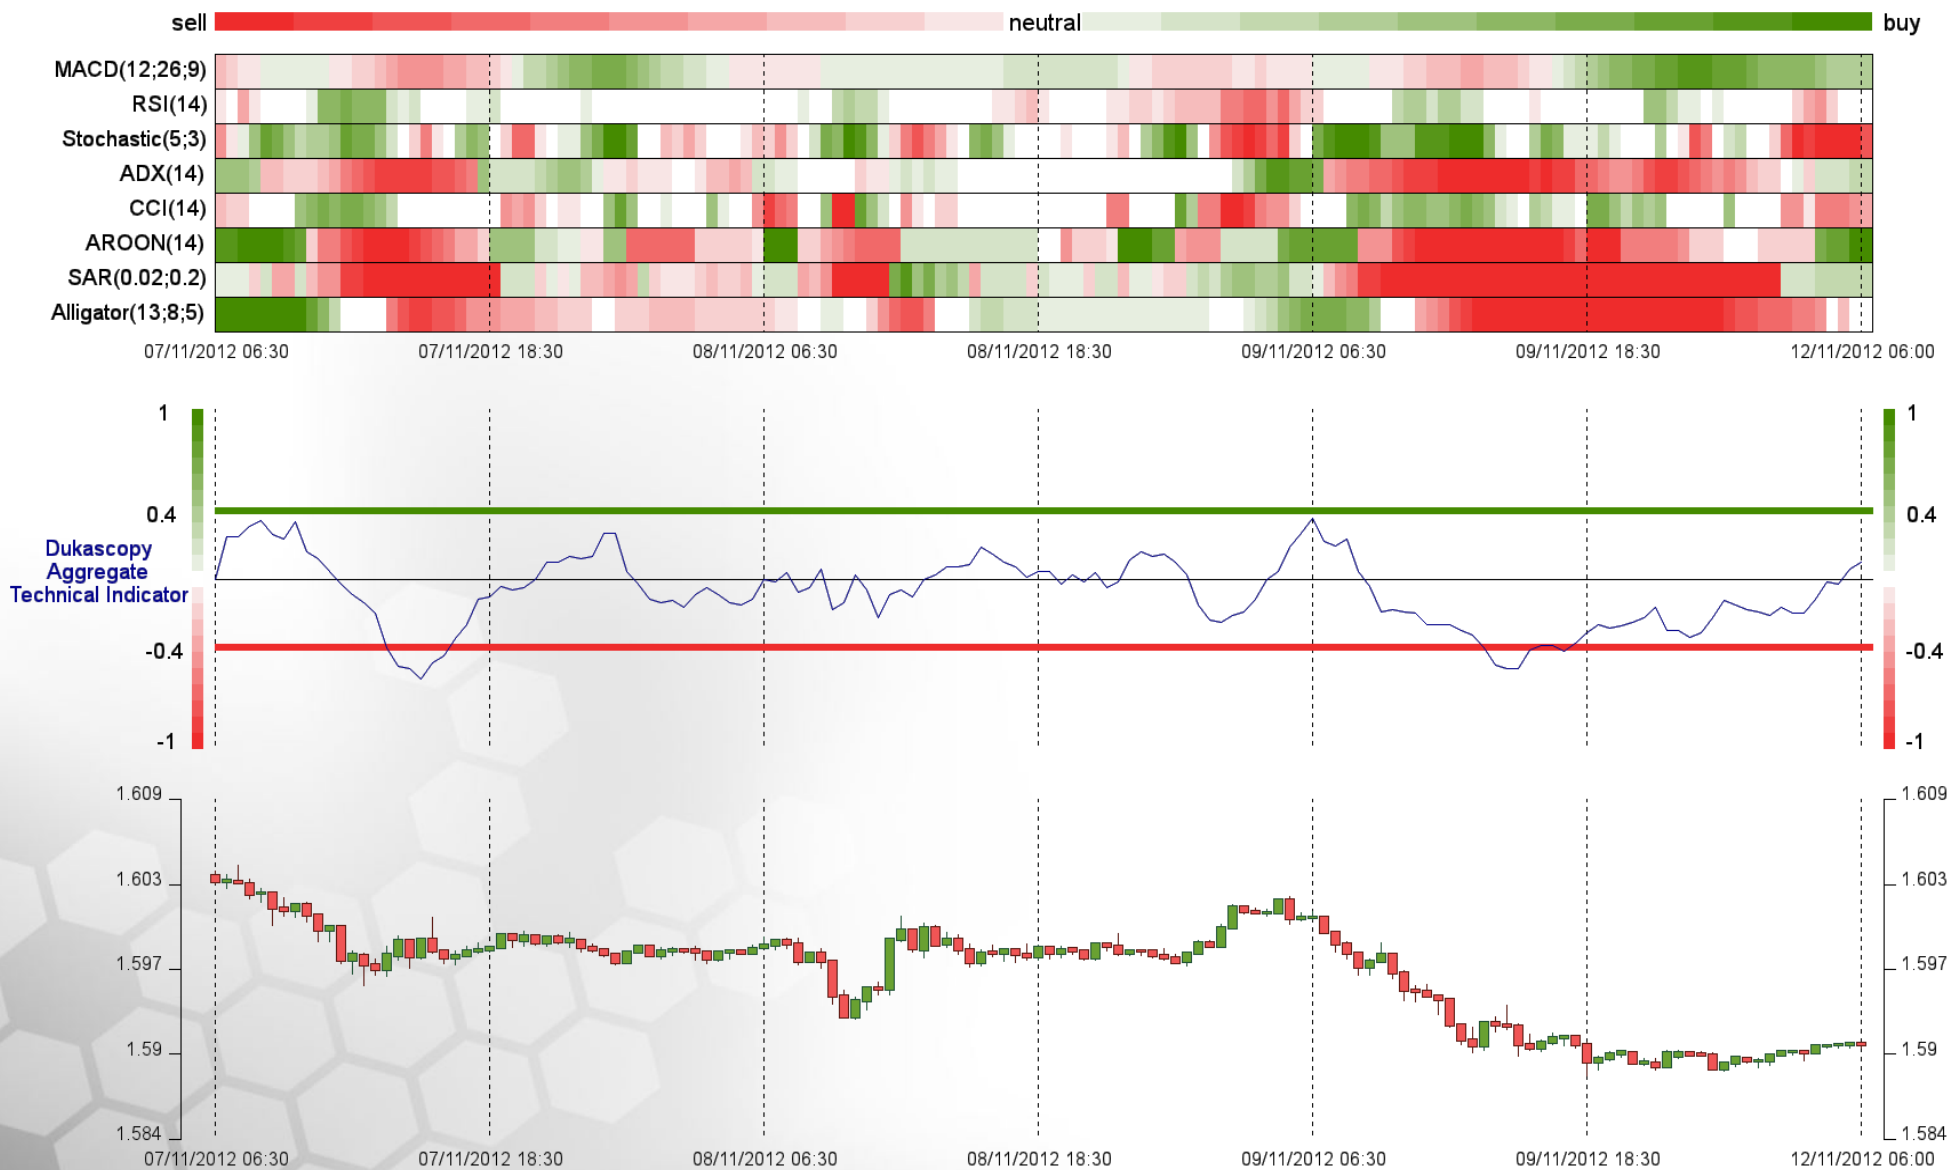 sell neutral buy
MACD(12;26;9)
RSI(14)
Stochastic(5;3)
ADX(14)
CCI(14)
AROON(14)
SAR(0.02;0.2)
Alligator(13;8;5)
07/11/2012 06:30 07/11/2012 18:30 08/11/2012 06:30 08/11/2012 18:30 09/11/2012 06:30 09/11/2012 18:30 12/11/2012 06:00
1 1
0.4 0.4
Dukascopy
Aggregate
Technical Indicator
-0.4 -0.4
-1 -1
1.609 1.609
1.603 1.603
1.597 1.597
1.59 1.59
1.584 1.584
07/11/2012 06:30 07/11/2012 18:30 08/11/2012 06:30 08/11/2012 18:30 09/11/2012 06:30 09/11/2012 18:30 12/11/2012 06:00